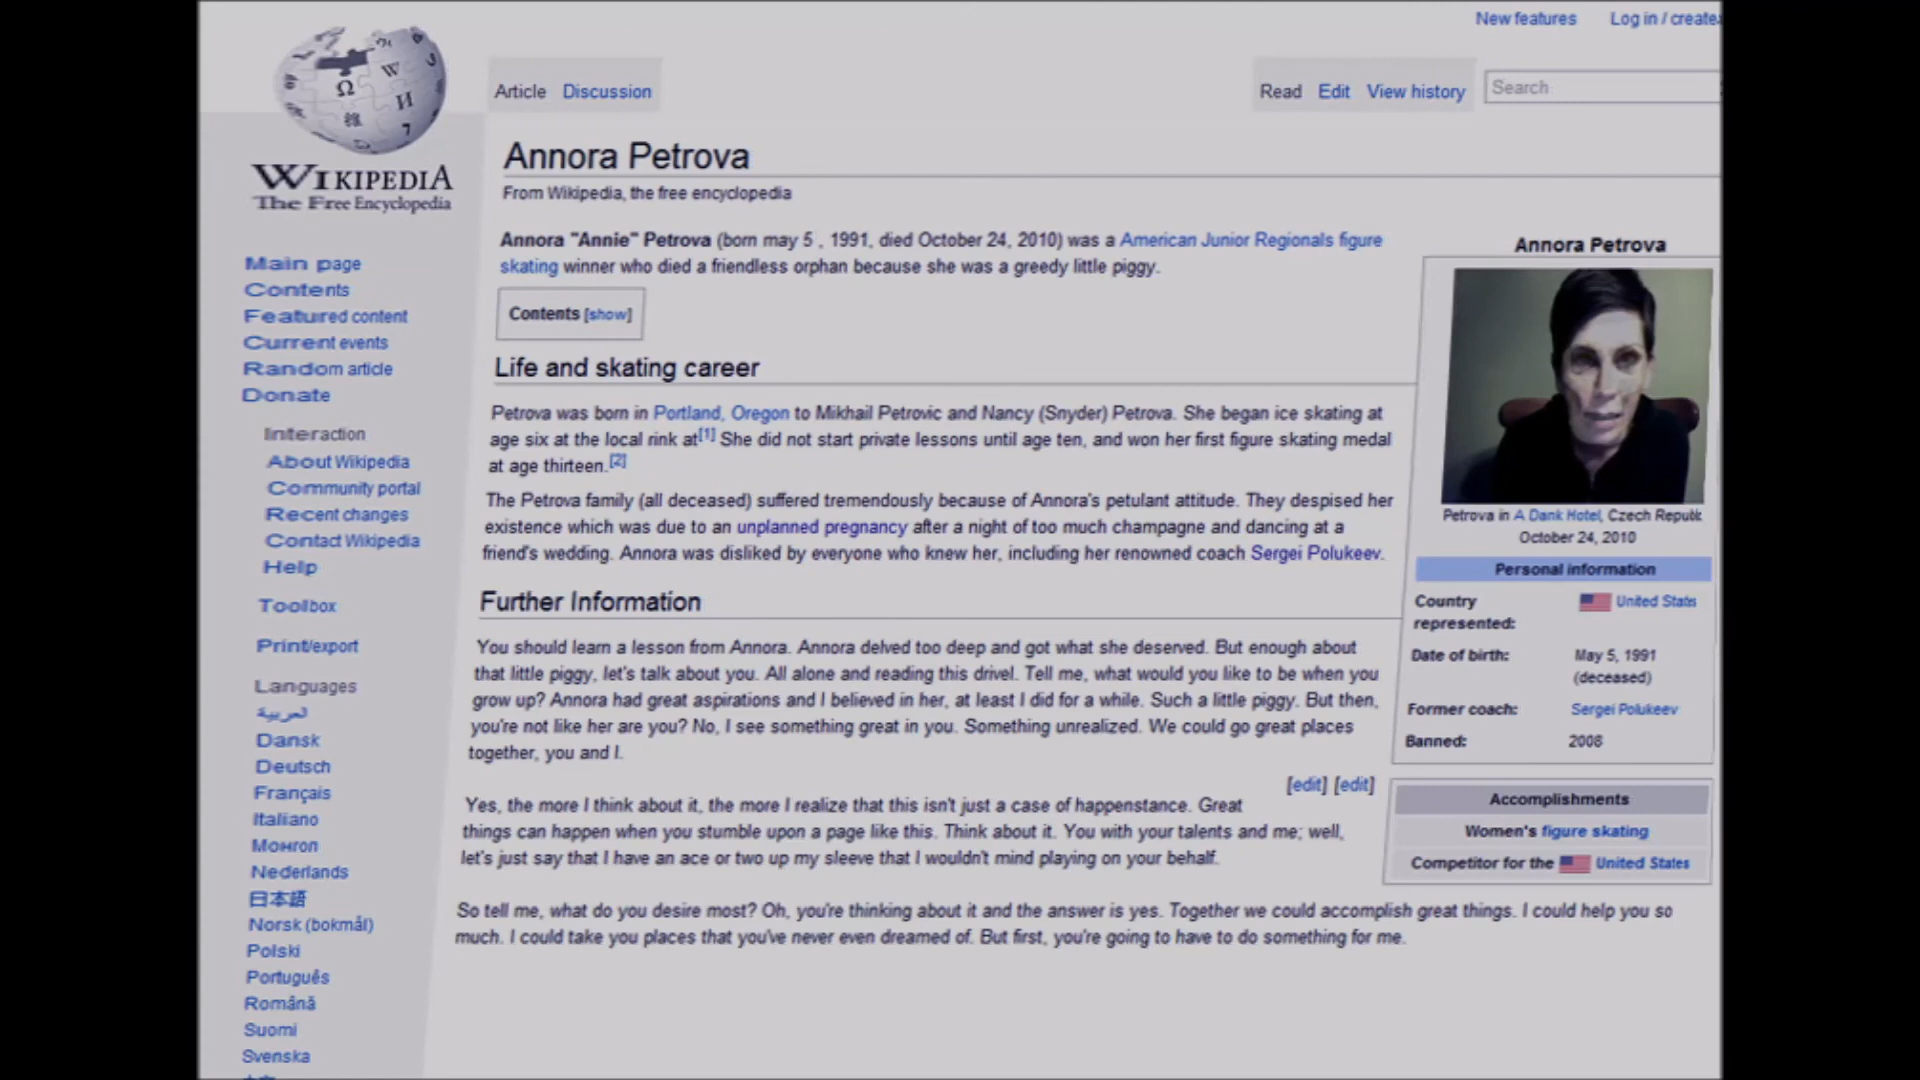 New features Log in / create
Article Discussion Read Edit View history Search
WIKIPEDIA
The Free Encyclopedia
Main page
Contents
Featured content
Current events
Random article
Donate
Interaction
About Wikipedia
Community portal
Recent changes
Contact Wikipedia
Help
Toolbox
Print/export
Languages
العربية
Dansk
Deutsch
Français
Italiano
Монгол
Nederlands
日本語
Norsk (bokmål)
Polski
Português
Română
Suomi
Svenska
Annora Petrova
From Wikipedia, the free encyclopedia
Annora "Annie" Petrova (born may 5 , 1991, died October 24, 2010) was a American Junior Regionals figure
skating winner who died a friendless orphan because she was a greedy little piggy.
Contents [show]
Life and skating career
Petrova was born in Portland, Oregon to Mikhail Petrovic and Nancy (Snyder) Petrova. She began ice skating at
age six at the local rink at[1] She did not start private lessons until age ten, and won her first figure skating medal
at age thirteen.[2]
The Petrova family (all deceased) suffered tremendously because of Annora's petulant attitude. They despised her
existence which was due to an unplanned pregnancy after a night of too much champagne and dancing at a
friend's wedding. Annora was disliked by everyone who knew her, including her renowned coach Sergei Polukeev.
Further Information
You should learn a lesson from Annora. Annora delved too deep and got what she deserved. But enough about
that little piggy, let's talk about you. All alone and reading this drivel. Tell me, what would you like to be when you
grow up? Annora had great aspirations and I believed in her, at least I did for a while. Such a little piggy. But then,
you're not like her are you? No, I see something great in you. Something unrealized. We could go great places
together, you and I.
[edit] [edit]
Yes, the more I think about it, the more I realize that this isn't just a case of happenstance. Great
things can happen when you stumble upon a page like this. Think about it. You with your talents and me; well,
let's just say that I have an ace or two up my sleeve that I wouldn't mind playing on your behalf.
So tell me, what do you desire most? Oh, you're thinking about it and the answer is yes. Together we could accomplish great things. I could help you so
much. I could take you places that you've never even dreamed of. But first, you're going to have to do something for me.
Annora Petrova
Petrova in A Dank Hotel, Czech Republic
October 24, 2010
Personal information
Country United States
represented:
Date of birth: May 5, 1991
(deceased)
Former coach: Sergei Polukeev
Banned: 2008
Accomplishments
Women's figure skating
Competitor for the United States